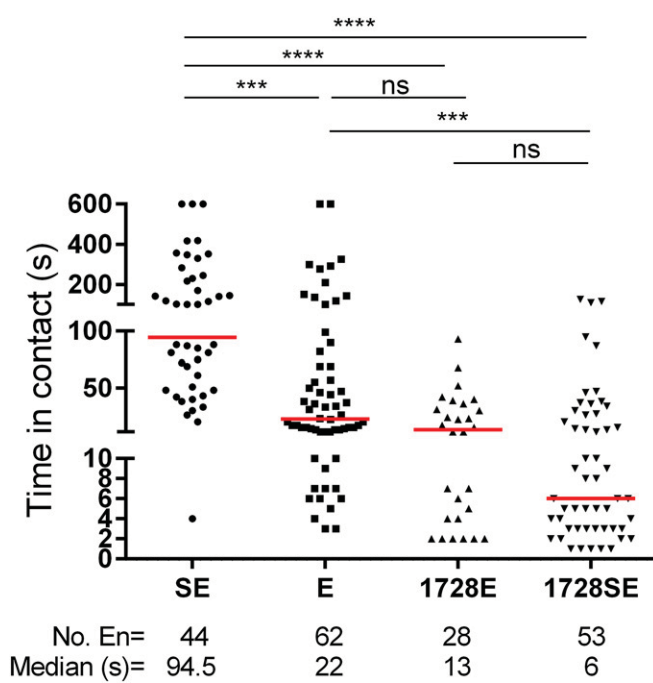 ****
****
*** ns
***
ns
Time in contact (s)
600
400
200
100
50
10
8
6
4
2
0
SE E 1728E 1728SE
No. En= 44 62 28 53
Median (s)= 94.5 22 13 6